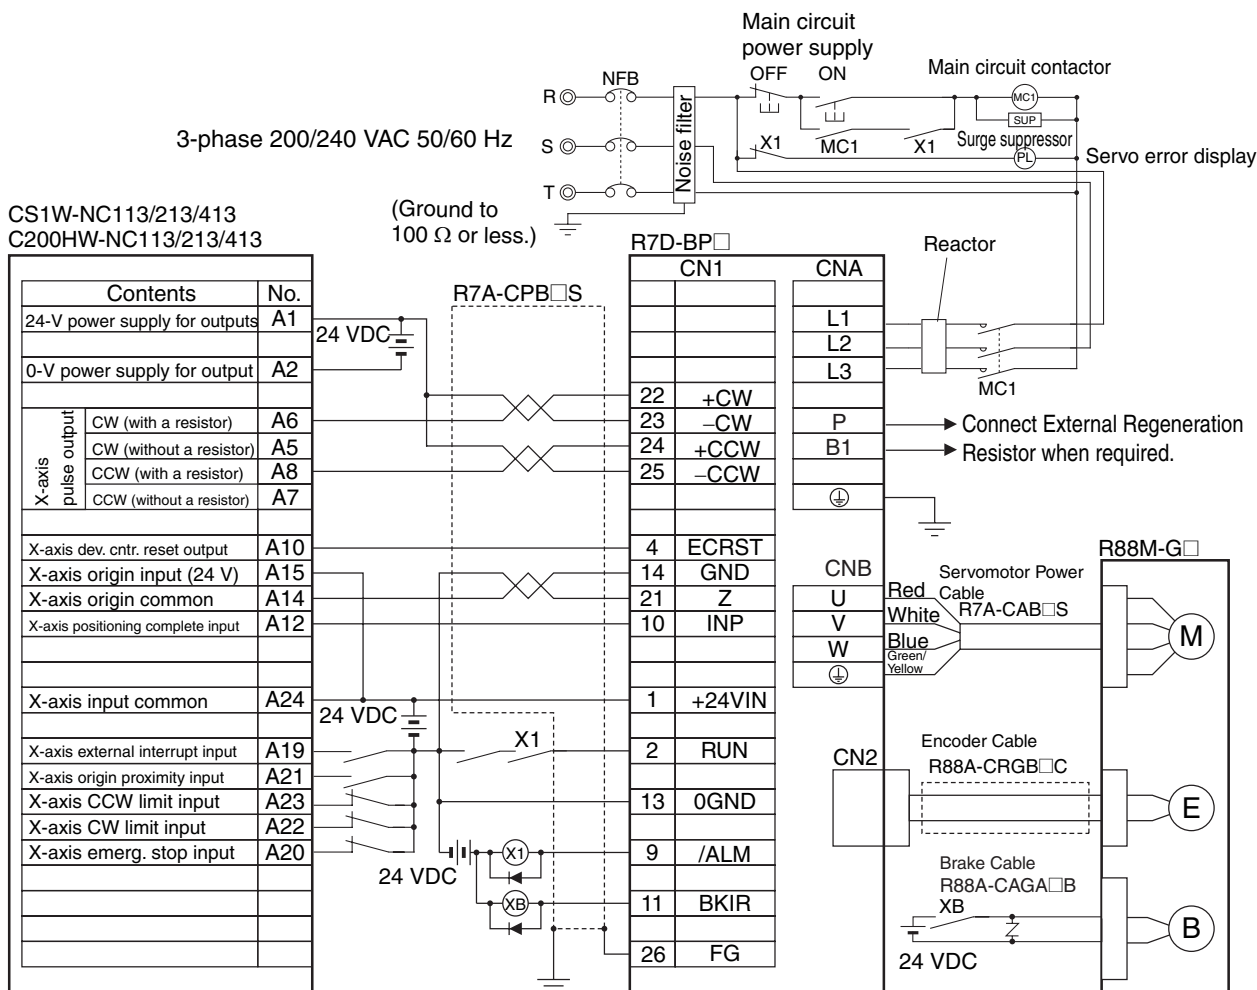 Main circuit
power supply
OFF ON
Main circuit contactor
NFB
R
MC1
SUP
3-phase 200/240 VAC 50/60 Hz
S
Noise filter
X1
MC1
X1
Surge suppressor
PL
Servo error display
T
CS1W-NC113/213/413
C200HW-NC113/213/413
(Ground to
100 Ω or less.)
R7D-BP□
Reactor
CN1
CNA
Contents No.
R7A-CPB□S
24-V power supply for outputs A1
24 VDC
L1
L2
0-V power supply for output A2
L3
MC1
22 +CW
X-axis
pulse output
CW (with a resistor) A6
23 –CW
P
Connect External Regeneration
CW (without a resistor) A5
24 +CCW
B1
Resistor when required.
CCW (with a resistor) A8
25 –CCW
CCW (without a resistor) A7
X-axis dev. cntr. reset output A10
4 ECRST
R88M-G□
X-axis origin input (24 V) A15
14 GND
CNB
Servomotor Power
Cable
R7A-CAB□S
X-axis origin common A14
21 Z
U
Red
X-axis positioning complete input A12
10 INP
V
White
M
W
Blue
Green/
Yellow
X-axis input common A24
24 VDC
1 +24VIN
X-axis external interrupt input A19
X1
2 RUN
CN2
Encoder Cable
R88A-CRGB□C
X-axis origin proximity input A21
X-axis CCW limit input A23
13 0GND
E
X-axis CW limit input A22
X-axis emerg. stop input A20
24 VDC
X1
9 /ALM
Brake Cable
R88A-CAGA□B
XB
11 BKIR
XB
B
24 VDC
26 FG